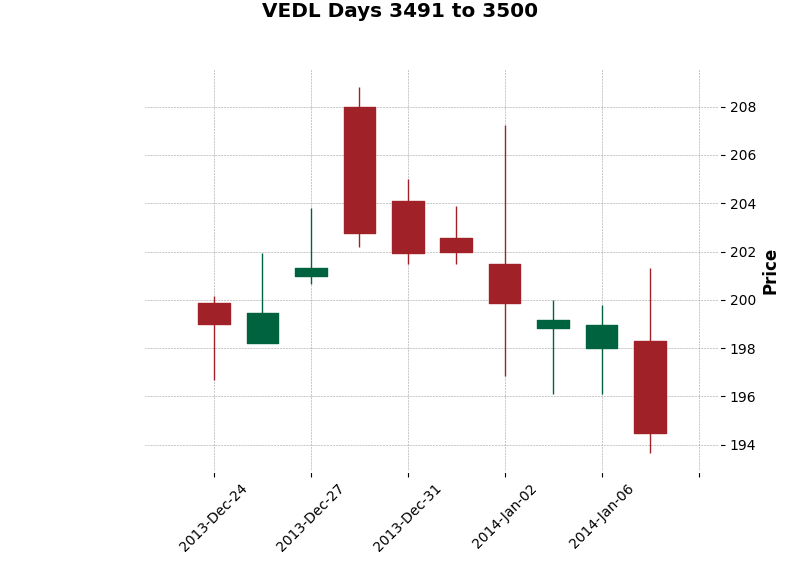 VEDL Days 3491 to 3500
208
206
204
202
200
198
196
194
Price
2013-Dec-24
2013-Dec-27
2013-Dec-31
2014-Jan-02
2014-Jan-06